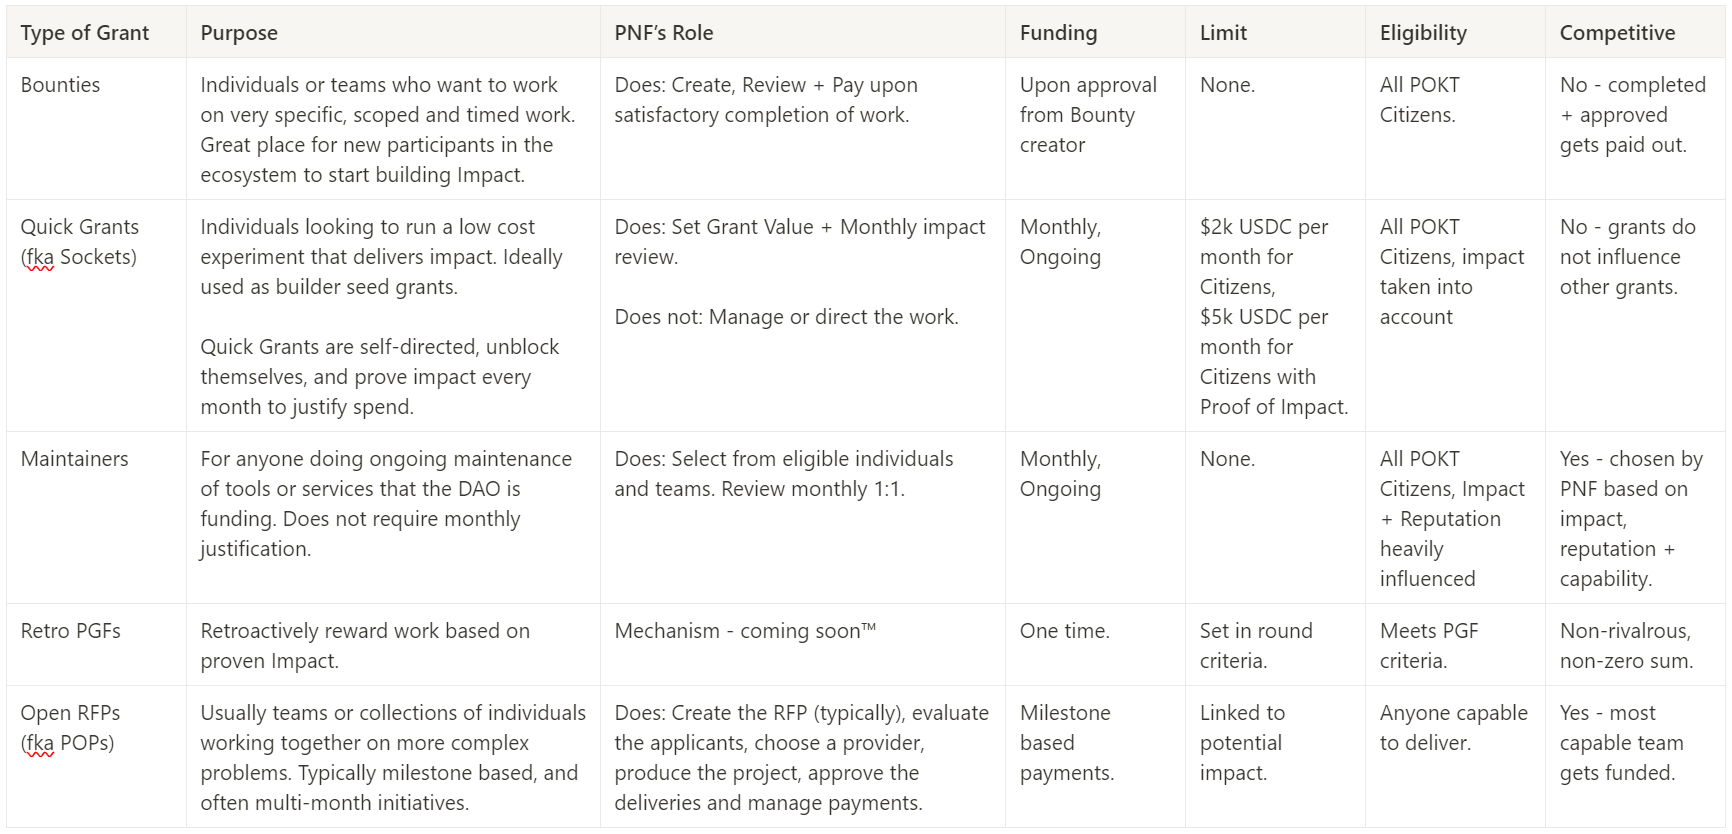 Type of Grant
Purpose
PNF’s Role
Funding
Limit
Eligibility
Competitive
Bounties
Individuals or teams who want to work
on very specific, scoped and timed work.
Great place for new participants in the
ecosystem to start building Impact.
Does: Create, Review + Pay upon
satisfactory completion of work.
Upon approval
from Bounty
creator
None.
All POKT
Citizens.
No - completed
+ approved
gets paid out.
Quick Grants
(fka Sockets)
Individuals looking to run a low cost
experiment that delivers impact. Ideally
used as builder seed grants.
Quick Grants are self-directed, unblock
themselves, and prove impact every
month to justify spend.
Does: Set Grant Value + Monthly impact
review.
Does not: Manage or direct the work.
Monthly,
Ongoing
$2k USDC per
month for
Citizens,
$5k USDC per
month for
Citizens with
Proof of Impact.
All POKT
Citizens, impact
taken into
account
No - grants do
not influence
other grants.
Maintainers
For anyone doing ongoing maintenance
of tools or services that the DAO is
funding. Does not require monthly
justification.
Does: Select from eligible individuals
and teams. Review monthly 1:1.
Monthly,
Ongoing
None.
All POKT
Citizens, Impact
+ Reputation
heavily
influenced
Yes - chosen by
PNF based on
impact,
reputation +
capability.
Retro PGFs
Retroactively reward work based on
proven Impact.
Mechanism - coming soon™
One time.
Set in round
criteria.
Meets PGF
criteria.
Non-rivalrous,
non-zero sum.
Open RFPs
(fka POPs)
Usually teams or collections of individuals
working together on more complex
problems. Typically milestone based, and
often multi-month initiatives.
Does: Create the RFP (typically), evaluate
the applicants, choose a provider,
produce the project, approve the
deliveries and manage payments.
Milestone
based
payments.
Linked to
potential
impact.
Anyone capable
to deliver.
Yes - most
capable team
gets funded.